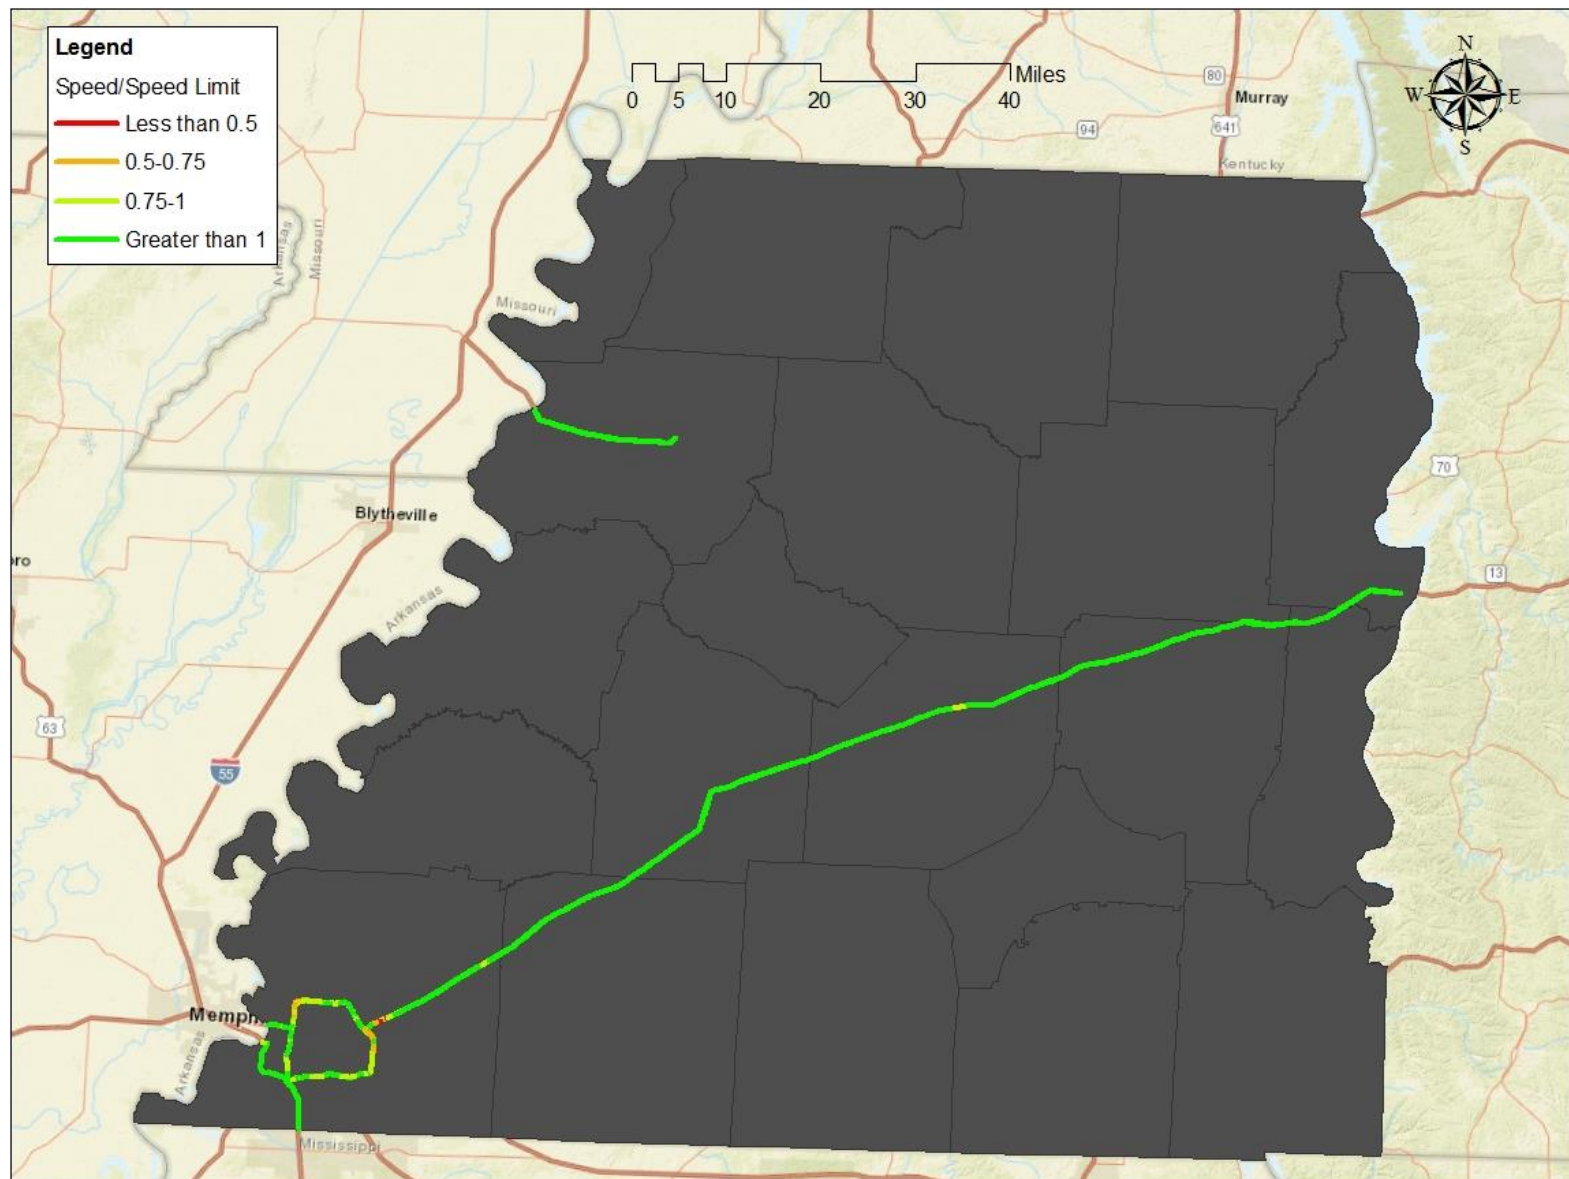 Legend
Speed/Speed Limit
Less than 0.5
0.5-0.75
0.75-1
Greater than 1
0 5 10 20 30 40 Miles
N
W E
S
80
Murray
94
641
Kentucky
Arkansas
Missouri
Missouri
70
Blytheville
oro
13
Arkansas
63
55
Memph
Arkansas
Mississippi